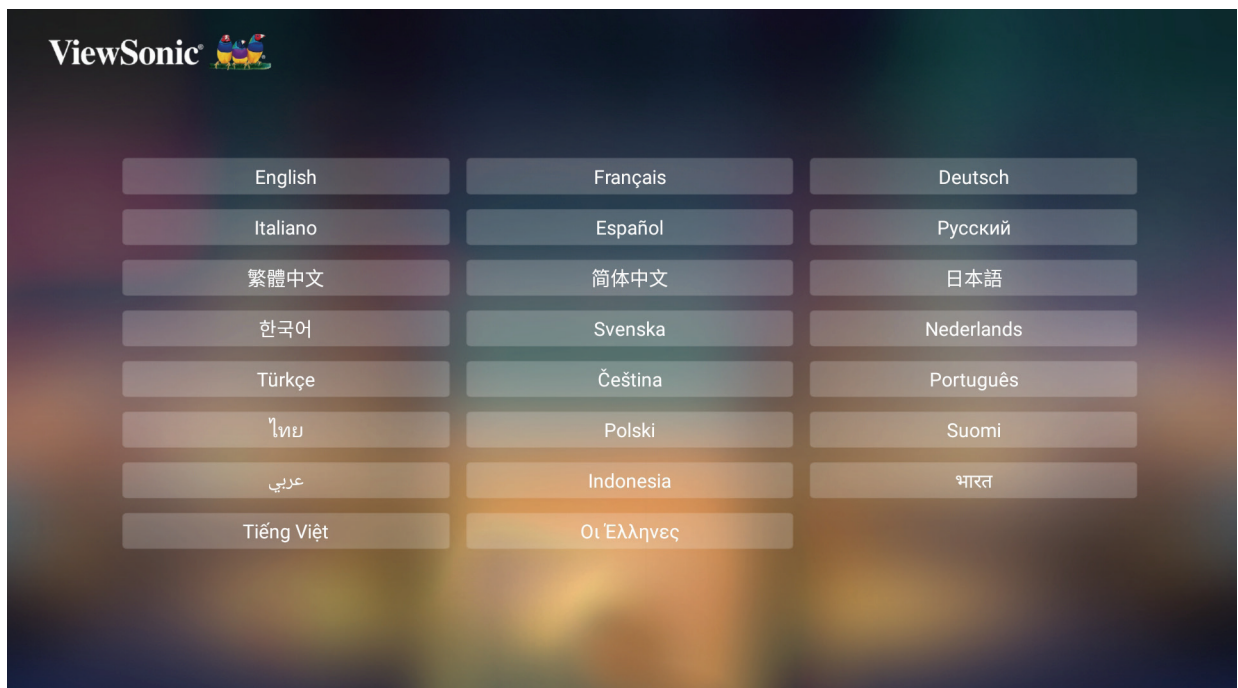 ViewSonic®
English Français Deutsch
Italiano Español Русский
繁體中文 简体中文 日本語
한국어 Svenska Nederlands
Türkçe Čeština Português
ไทย Polski Suomi
عربي Indonesia भारत
Tiếng Việt Οι Έλληνες